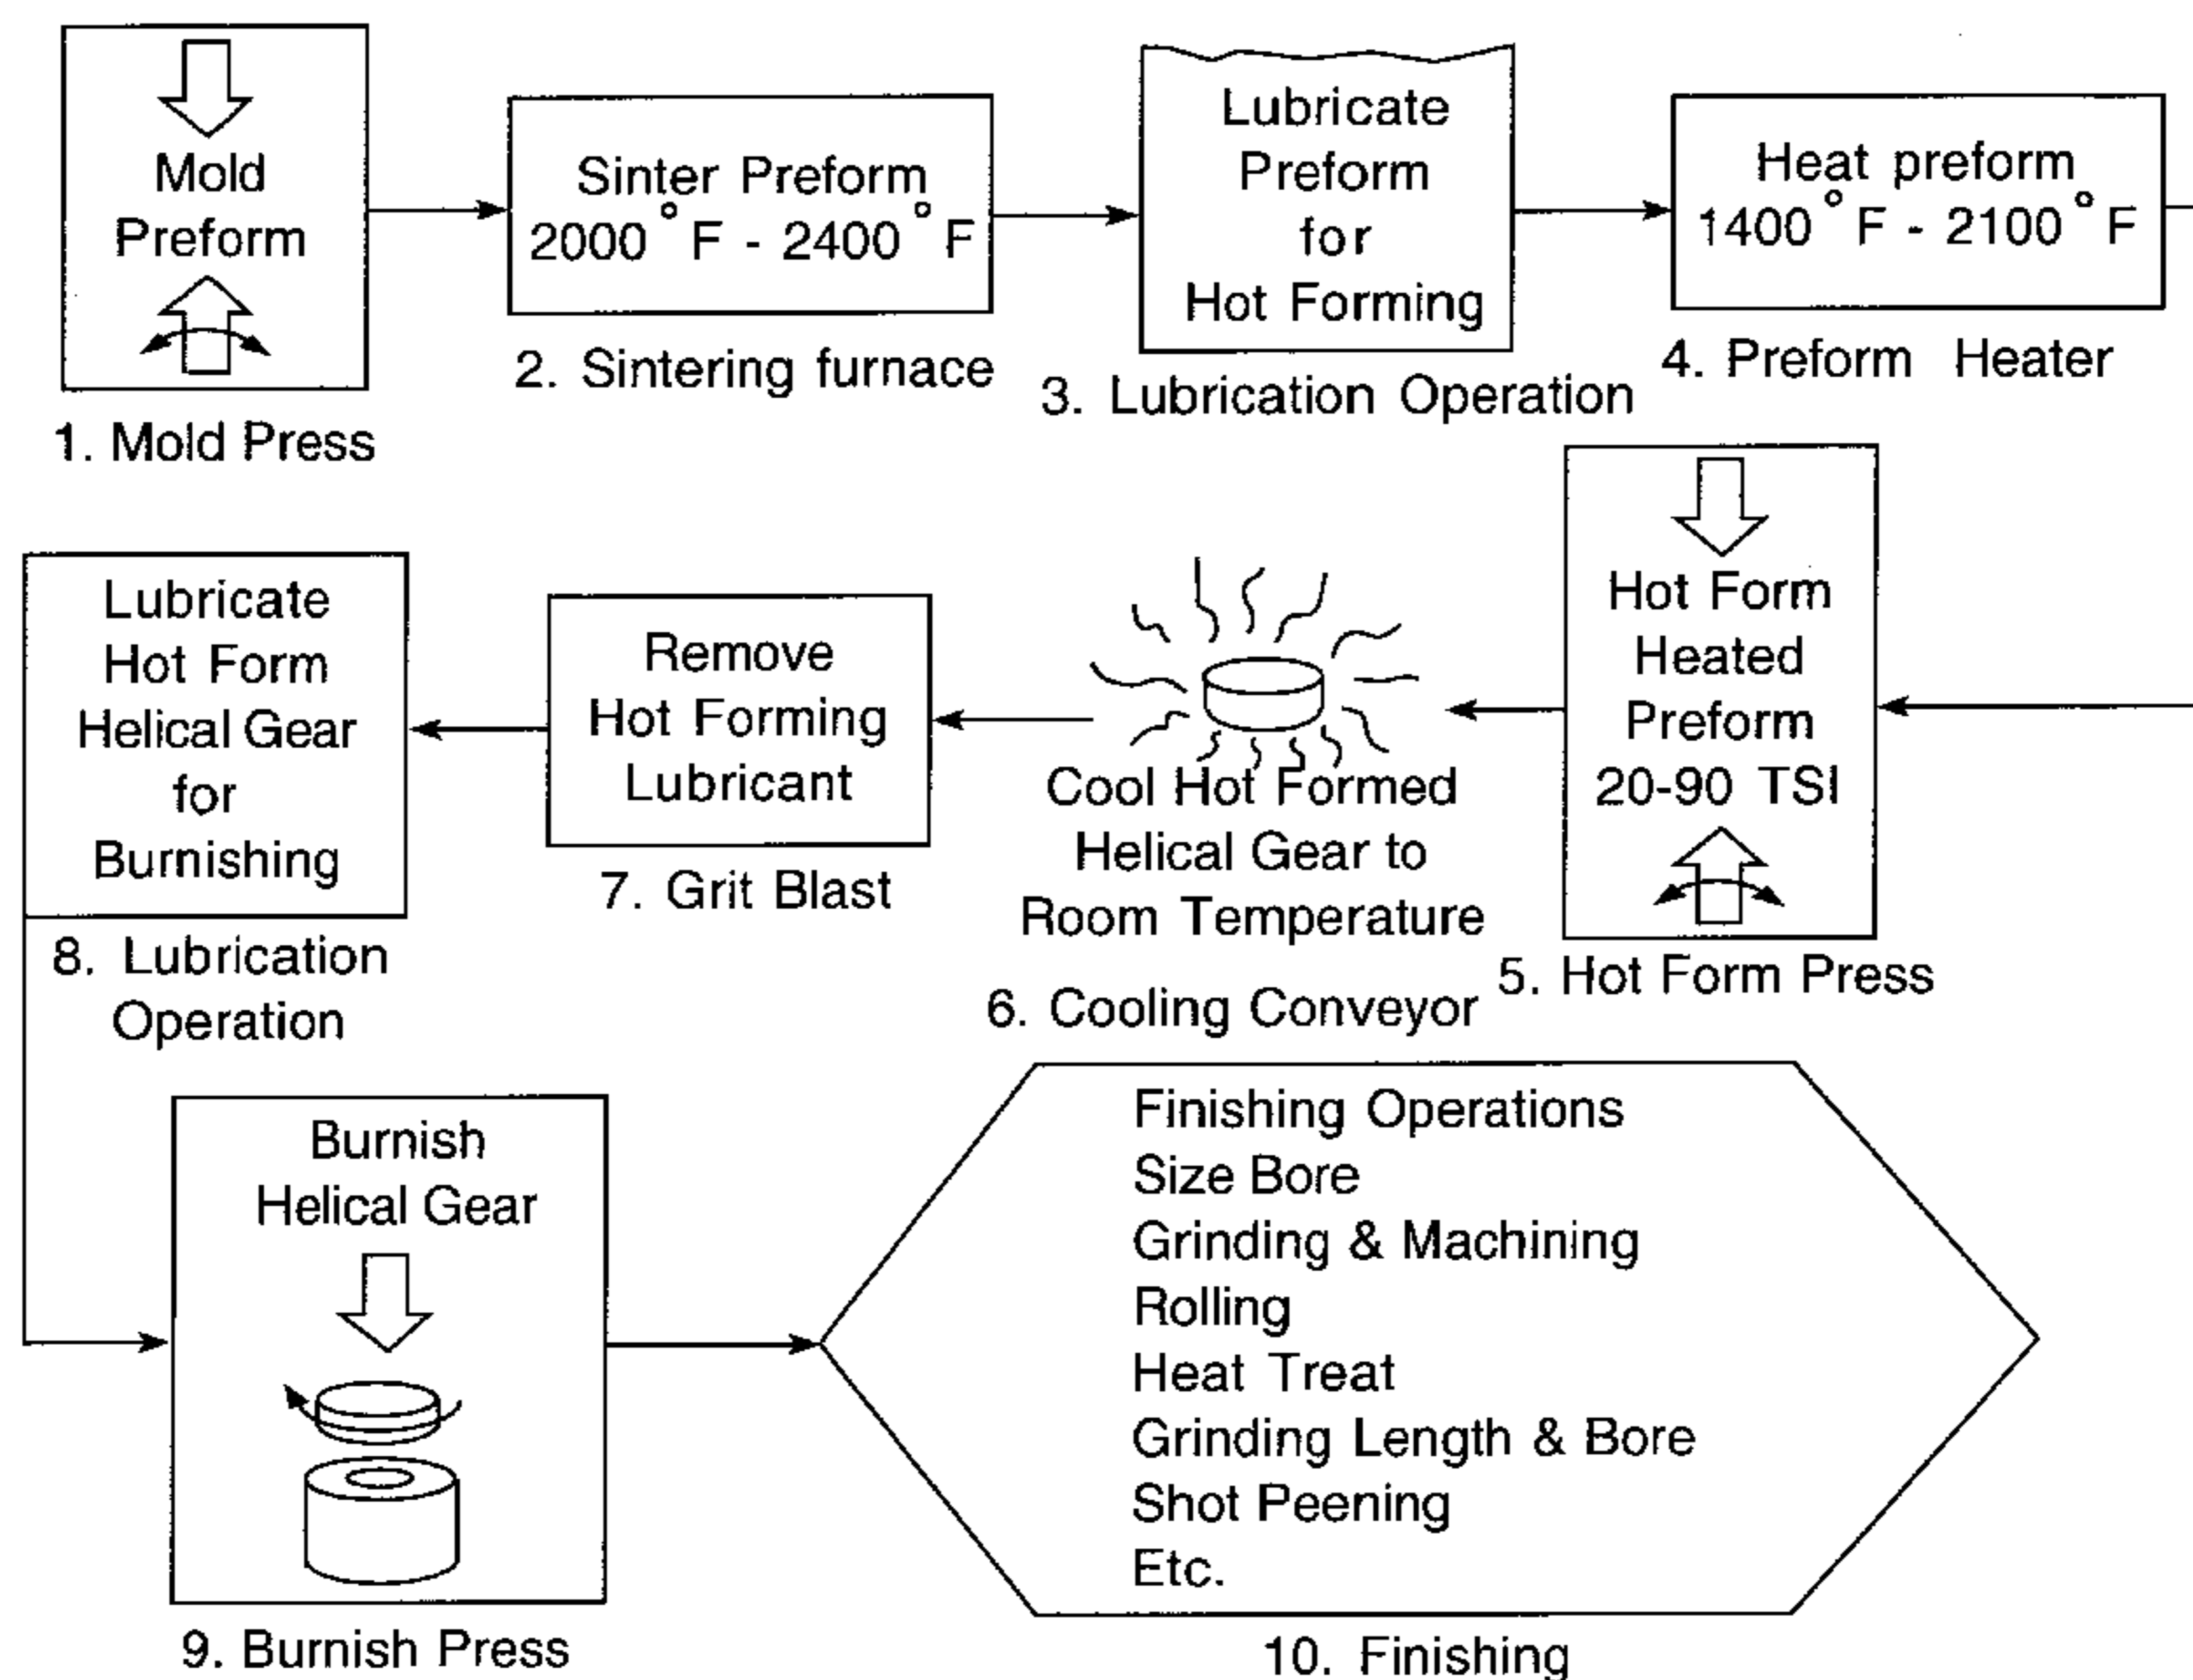 Mold
Preform
1. Mold Press
Sinter Preform
2000°F - 2400°F
2. Sintering furnace
Lubricate
Preform
for
Hot Forming
3. Lubrication Operation
Heat preform
1400°F - 2100°F
4. Preform Heater
Hot Form
Heated
Preform
20-90 TSI
5. Hot Form Press
Cool Hot Formed
Helical Gear to
Room Temperature
6. Cooling Conveyor
Remove
Hot Forming
Lubricant
7. Grit Blast
Lubricate
Hot Form
Helical Gear
for
Burnishing
8. Lubrication
Operation
Burnish
Helical Gear
9. Burnish Press
Finishing Operations
Size Bore
Grinding & Machining
Rolling
Heat Treat
Grinding Length & Bore
Shot Peening
Etc.
10. Finishing